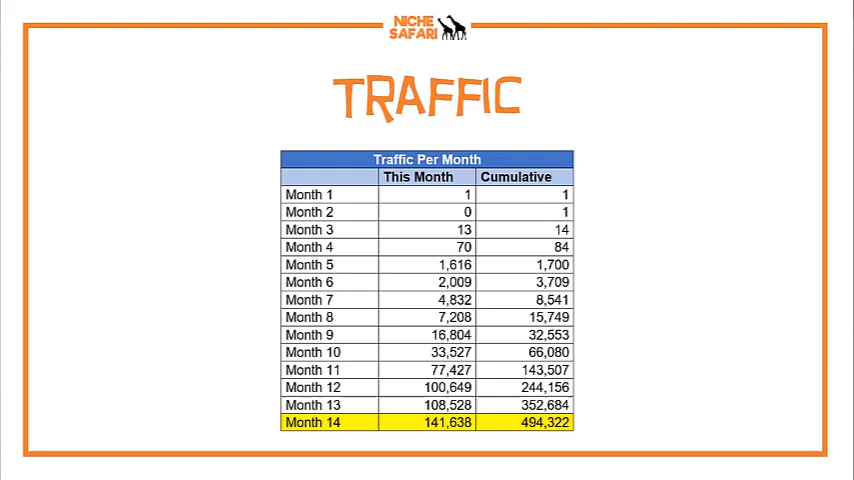 NICHE
SAFARI
TRAFFIC
Traffic Per Month
This Month Cumulative
Month 1 1 1
Month 2 0 1
Month 3 13 14
Month 4 70 84
Month 5 1,616 1,700
Month 6 2,009 3,709
Month 7 4,832 8,541
Month 8 7,208 15,749
Month 9 16,804 32,553
Month 10 33,527 66,080
Month 11 77,427 143,507
Month 12 100,649 244,156
Month 13 108,528 352,684
Month 14 141,638 494,322